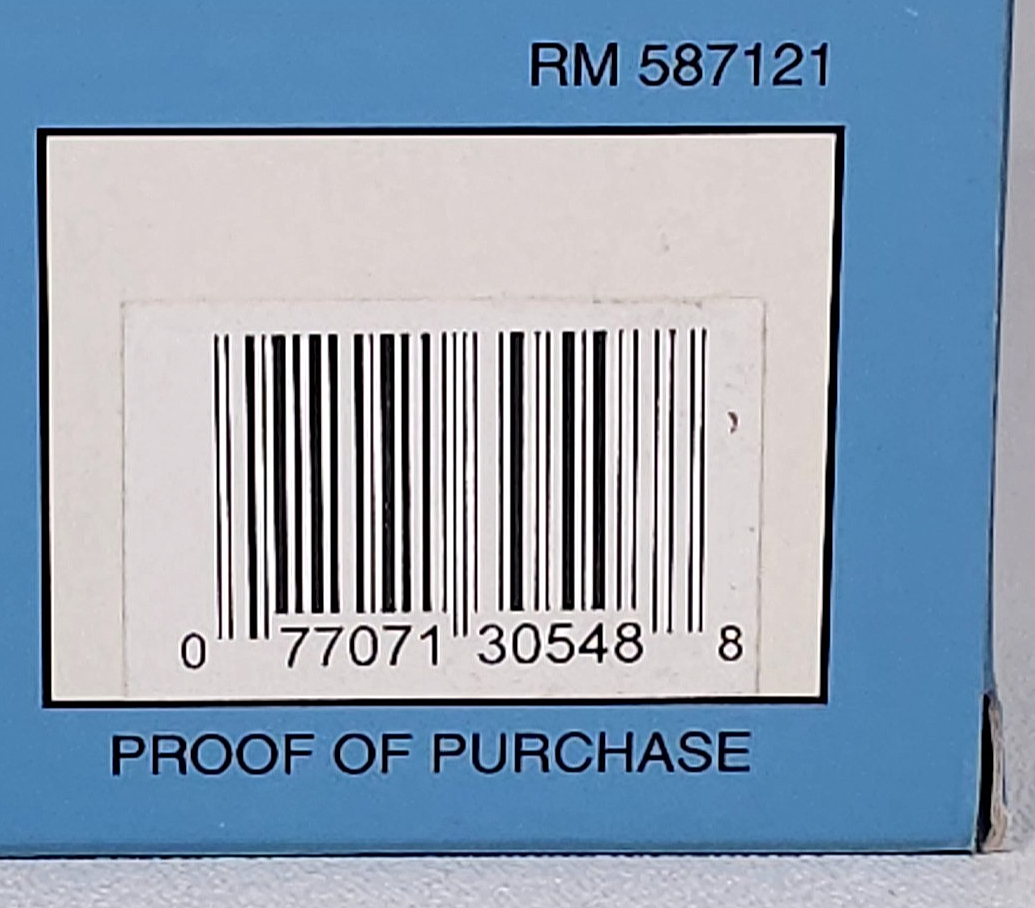 RM 587121
0 77071 30548 8
PROOF OF PURCHASE